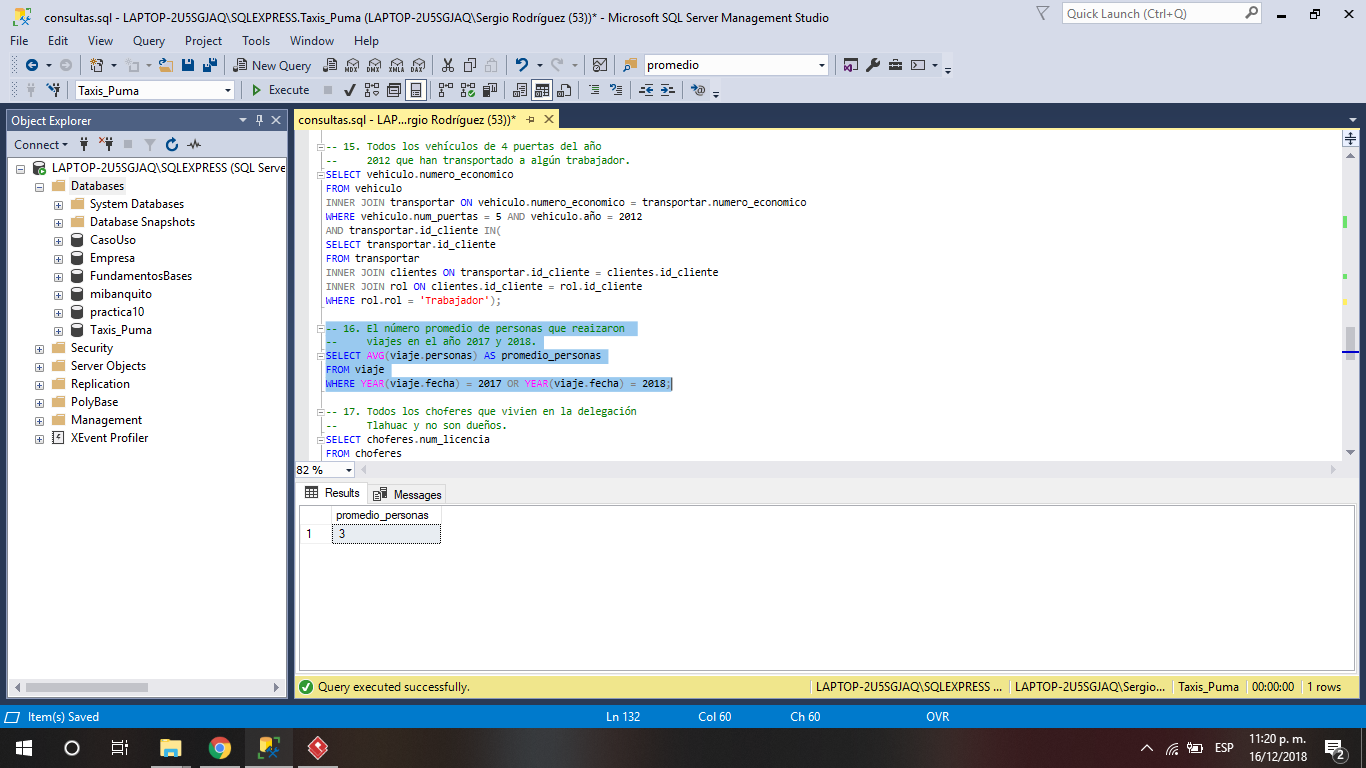 consultas.sql - LAPTOP-2U5SGJAQ\SQLEXPRESS.Taxis_Puma (LAPTOP-2U5SGJAQ\Sergio Rodríguez (53))* - Microsoft SQL Server Management Studio
Quick Launch (Ctrl+Q)
File Edit View Query Project Tools Window Help
New Query MDX DMX XMLA DAX promedio
Taxis_Puma Execute
Object Explorer
Connect
LAPTOP-2U5SGJAQ\SQLEXPRESS (SQL Serve
Databases
System Databases
Database Snapshots
CasoUso
Empresa
FundamentosBases
mibanquito
practica10
Taxis_Puma
Security
Server Objects
Replication
PolyBase
Management
XEvent Profiler
consultas.sql - LAP...rgio Rodríguez (53))*
-- 15. Todos los vehículos de 4 puertas del año
-- 2012 que han transportado a algún trabajador.
SELECT vehiculo.numero_economico
FROM vehiculo
INNER JOIN transportar ON vehiculo.numero_economico = transportar.numero_economico
WHERE vehiculo.num_puertas = 5 AND vehiculo.año = 2012
AND transportar.id_cliente IN(
SELECT transportar.id_cliente
FROM transportar
INNER JOIN clientes ON transportar.id_cliente = clientes.id_cliente
INNER JOIN rol ON clientes.id_cliente = rol.id_cliente
WHERE rol.rol = 'Trabajador');
-- 16. El número promedio de personas que reaizaron
-- viajes en el año 2017 y 2018.
SELECT AVG(viaje.personas) AS promedio_personas
FROM viaje
WHERE YEAR(viaje.fecha) = 2017 OR YEAR(viaje.fecha) = 2018;
-- 17. Todos los choferes que vivien en la delegación
-- Tlahuac y no son dueños.
SELECT choferes.num_licencia
FROM choferes
82 %
Results Messages
promedio_personas
1 3
Query executed successfully. LAPTOP-2U5SGJAQ\SQLEXPRESS ... LAPTOP-2U5SGJAQ\Sergio... Taxis_Puma 00:00:00 1 rows
Item(s) Saved Ln 132 Col 60 Ch 60 OVR
ESP
11:20 p. m.
16/12/2018
2